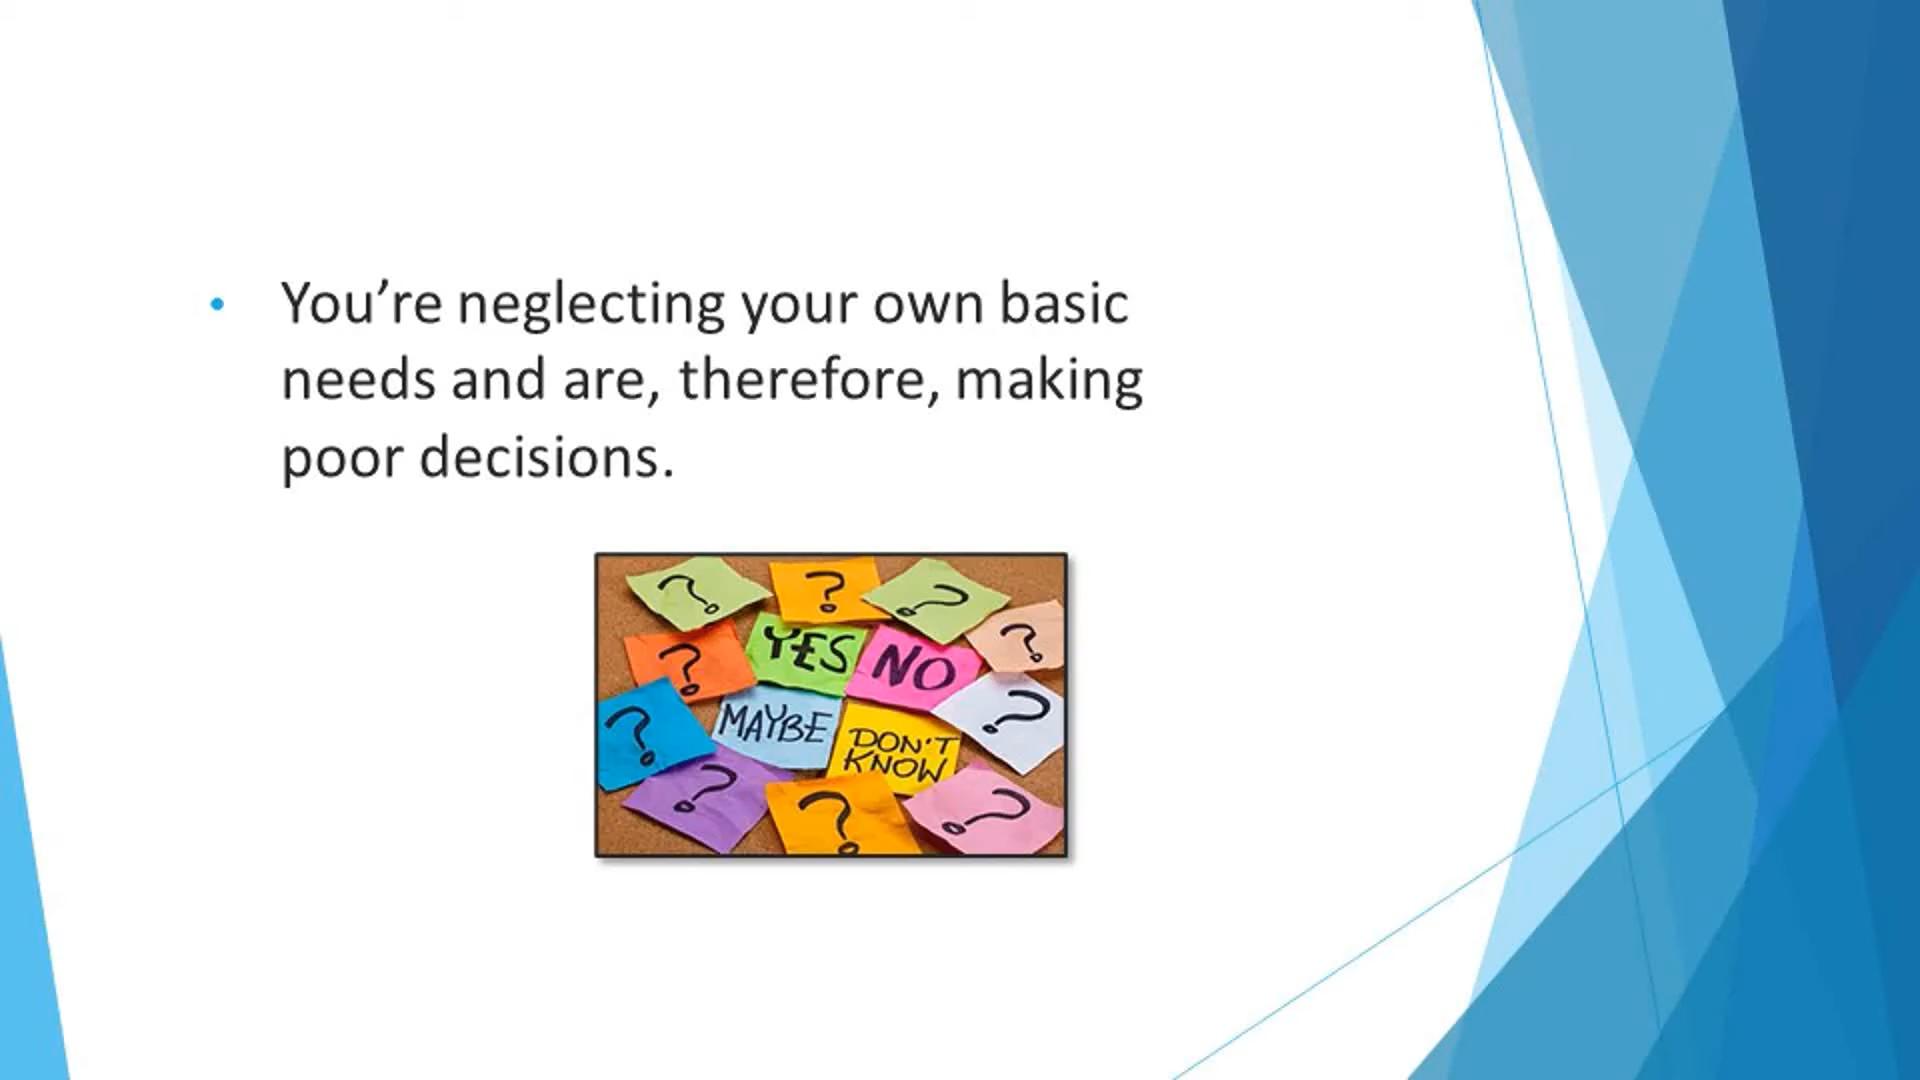 • You’re neglecting your own basic
needs and are, therefore, making
poor decisions.
? ? ?
? YES NO ?
? MAYBE DON'T KNOW ?
? ? ?